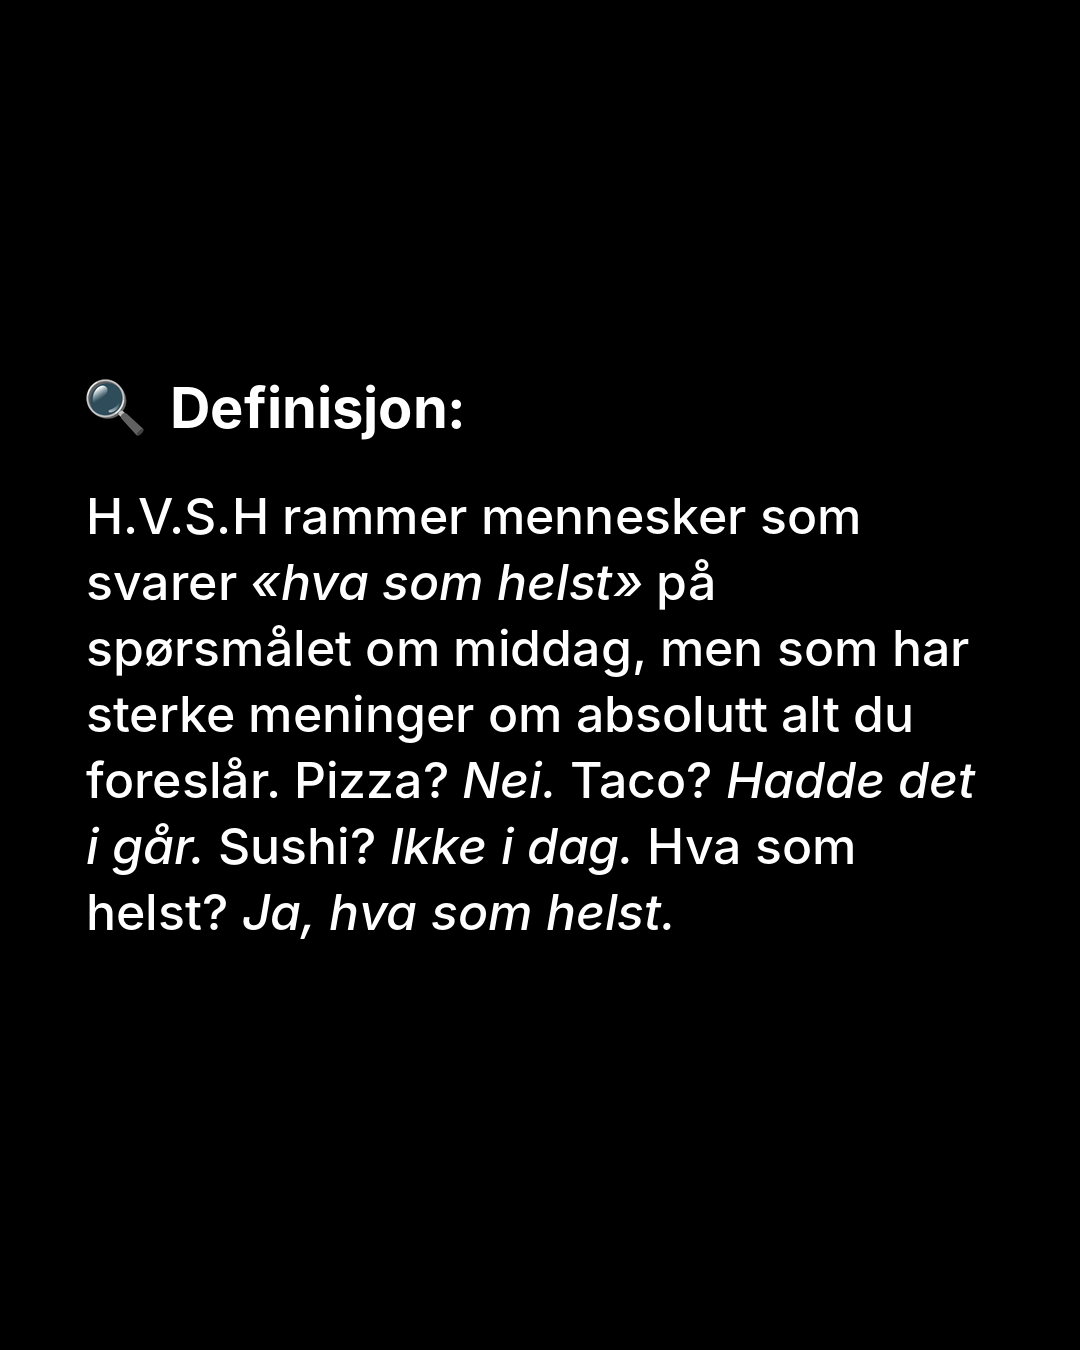 🔍 Definisjon:
H.V.S.H rammer mennesker som
svarer «hva som helst» på
spørsmålet om middag, men som har
sterke meninger om absolutt alt du
foreslår. Pizza? Nei. Taco? Hadde det
i går. Sushi? Ikke i dag. Hva som
helst? Ja, hva som helst.